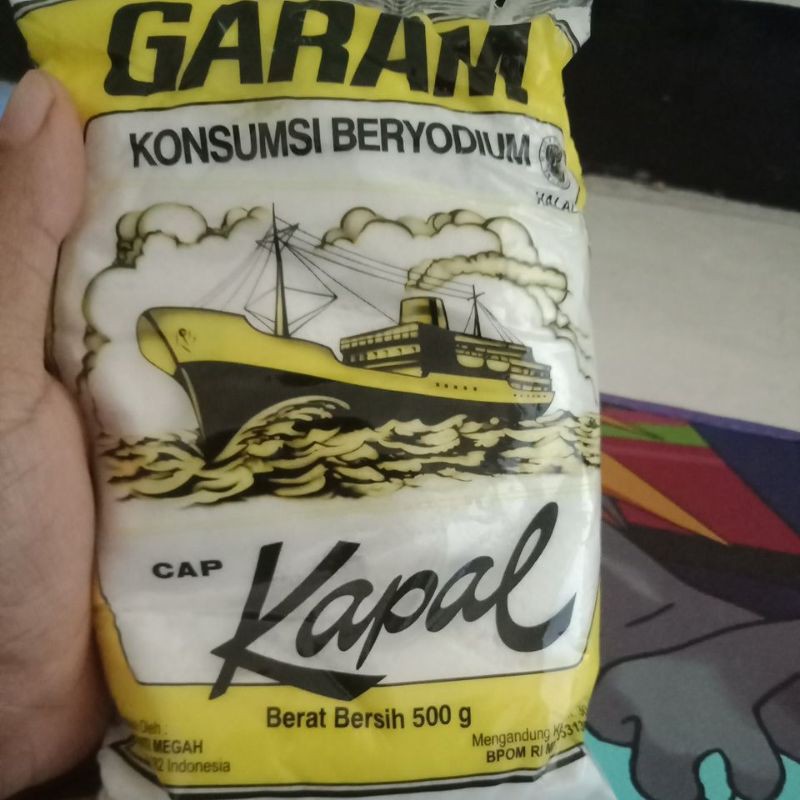 GARAM
KONSUMSI BERYODIUM
HALAL
CAP
Kapal
Berat Bersih 500 g
MEGAH
Indonesia
Mengandung
BPOM RI